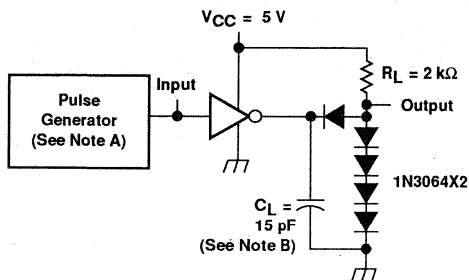 VCC = 5 V
Input
RL = 2 kΩ
Output
Pulse
Generator
(See Note A)
1N3064X2
CL =
15 pF
(See Note B)